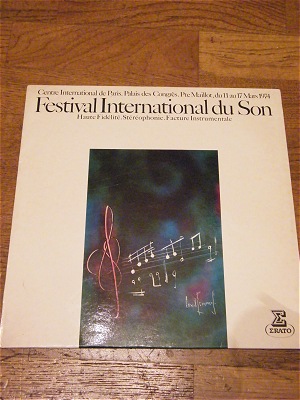 Centre International de Paris, Palais des Congrès, Pte Maillot, du 11 au 17 Mars 1974
Festival International du Son
Haute Fidélité, Stéréophonie, Facture Instrumentale
ERATO